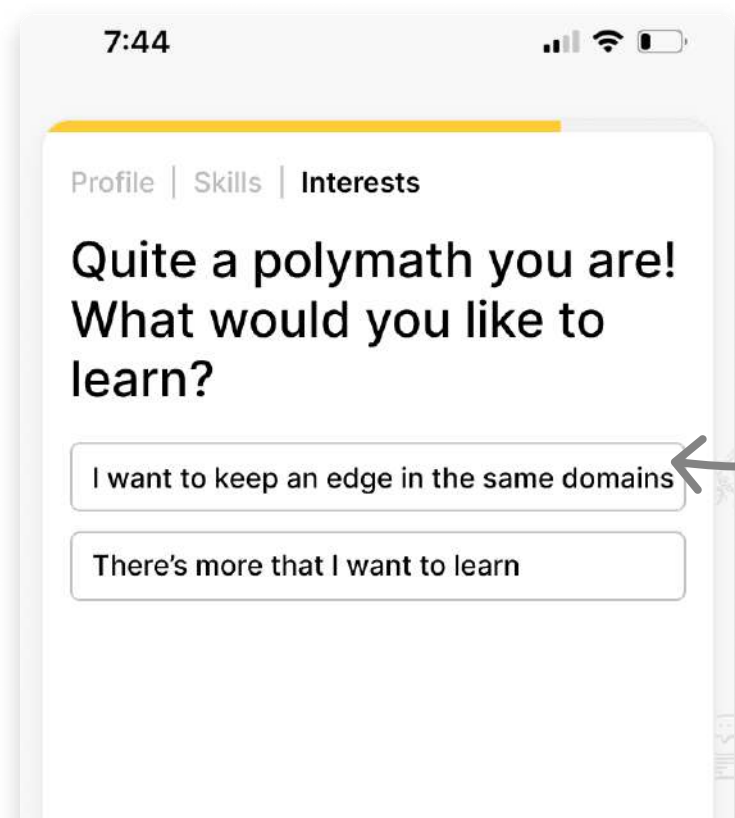 7:44
Profile | Skills | Interests
Quite a polymath you are!
What would you like to
learn?
I want to keep an edge in the same domains
There’s more that I want to learn